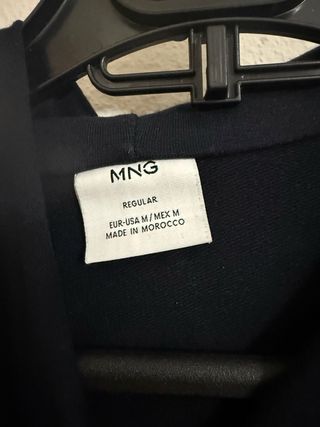 MNG
REGULAR
EUR-USA M / MEX M
MADE IN MOROCCO